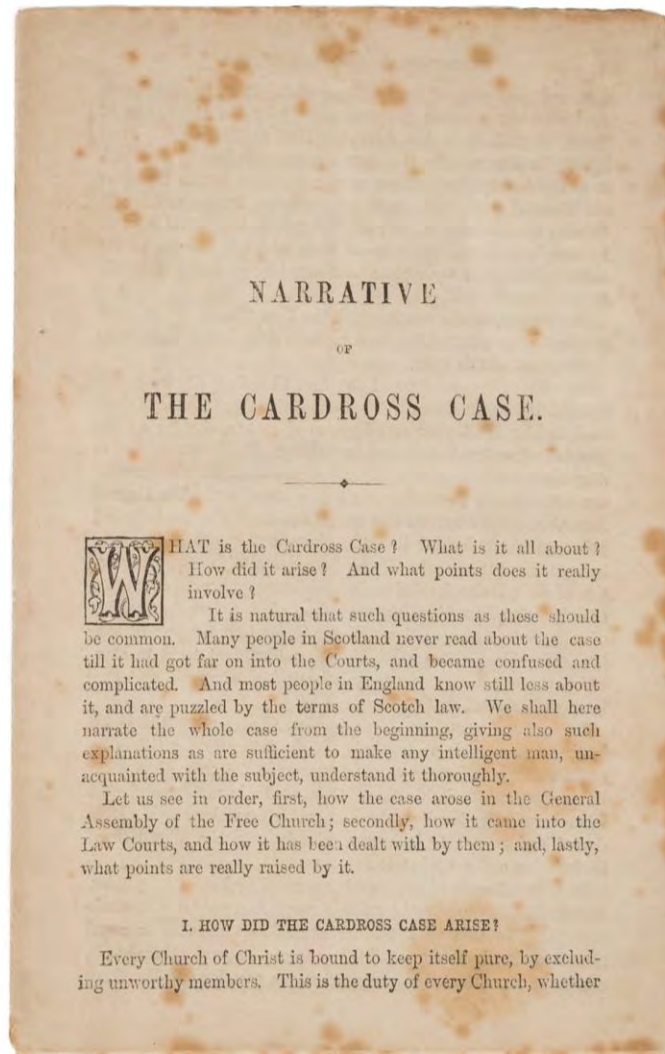 NARRATIVE
OF
THE CARDROSS CASE.
WHAT is the Cardross Case? What is it all about?
How did it arise? And what points does it really
involve?
It is natural that such questions as these should
be common. Many people in Scotland never read about the case
till it had got far on into the Courts, and became confused and
complicated. And most people in England know still less about
it, and are puzzled by the terms of Scotch law. We shall here
narrate the whole case from the beginning, giving also such
explanations as are sufficient to make any intelligent man, un-
acquainted with the subject, understand it thoroughly.
Let us see in order, first, how the case arose in the General
Assembly of the Free Church; secondly, how it came into the
Law Courts, and how it has been dealt with by them; and, lastly,
what points are really raised by it.
I. HOW DID THE CARDROSS CASE ARISE?
Every Church of Christ is bound to keep itself pure, by exclud-
ing unworthy members. This is the duty of every Church, whether